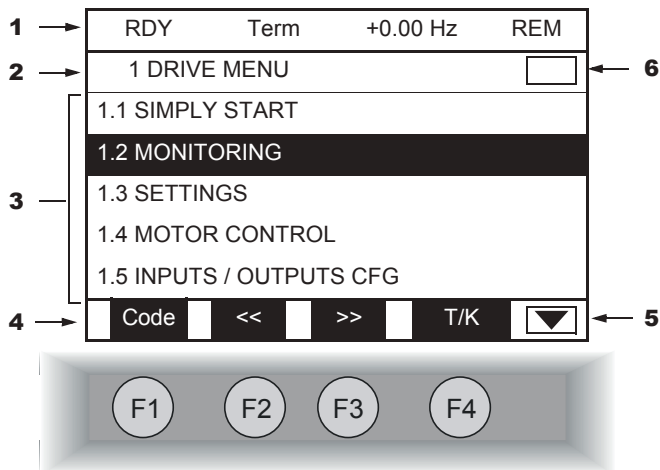 1 RDY Term +0.00 Hz REM
2 1 DRIVE MENU 6
1.1 SIMPLY START
1.2 MONITORING
3 1.3 SETTINGS
1.4 MOTOR CONTROL
1.5 INPUTS / OUTPUTS CFG
4 Code << >> T/K 5
F1 F2 F3 F4